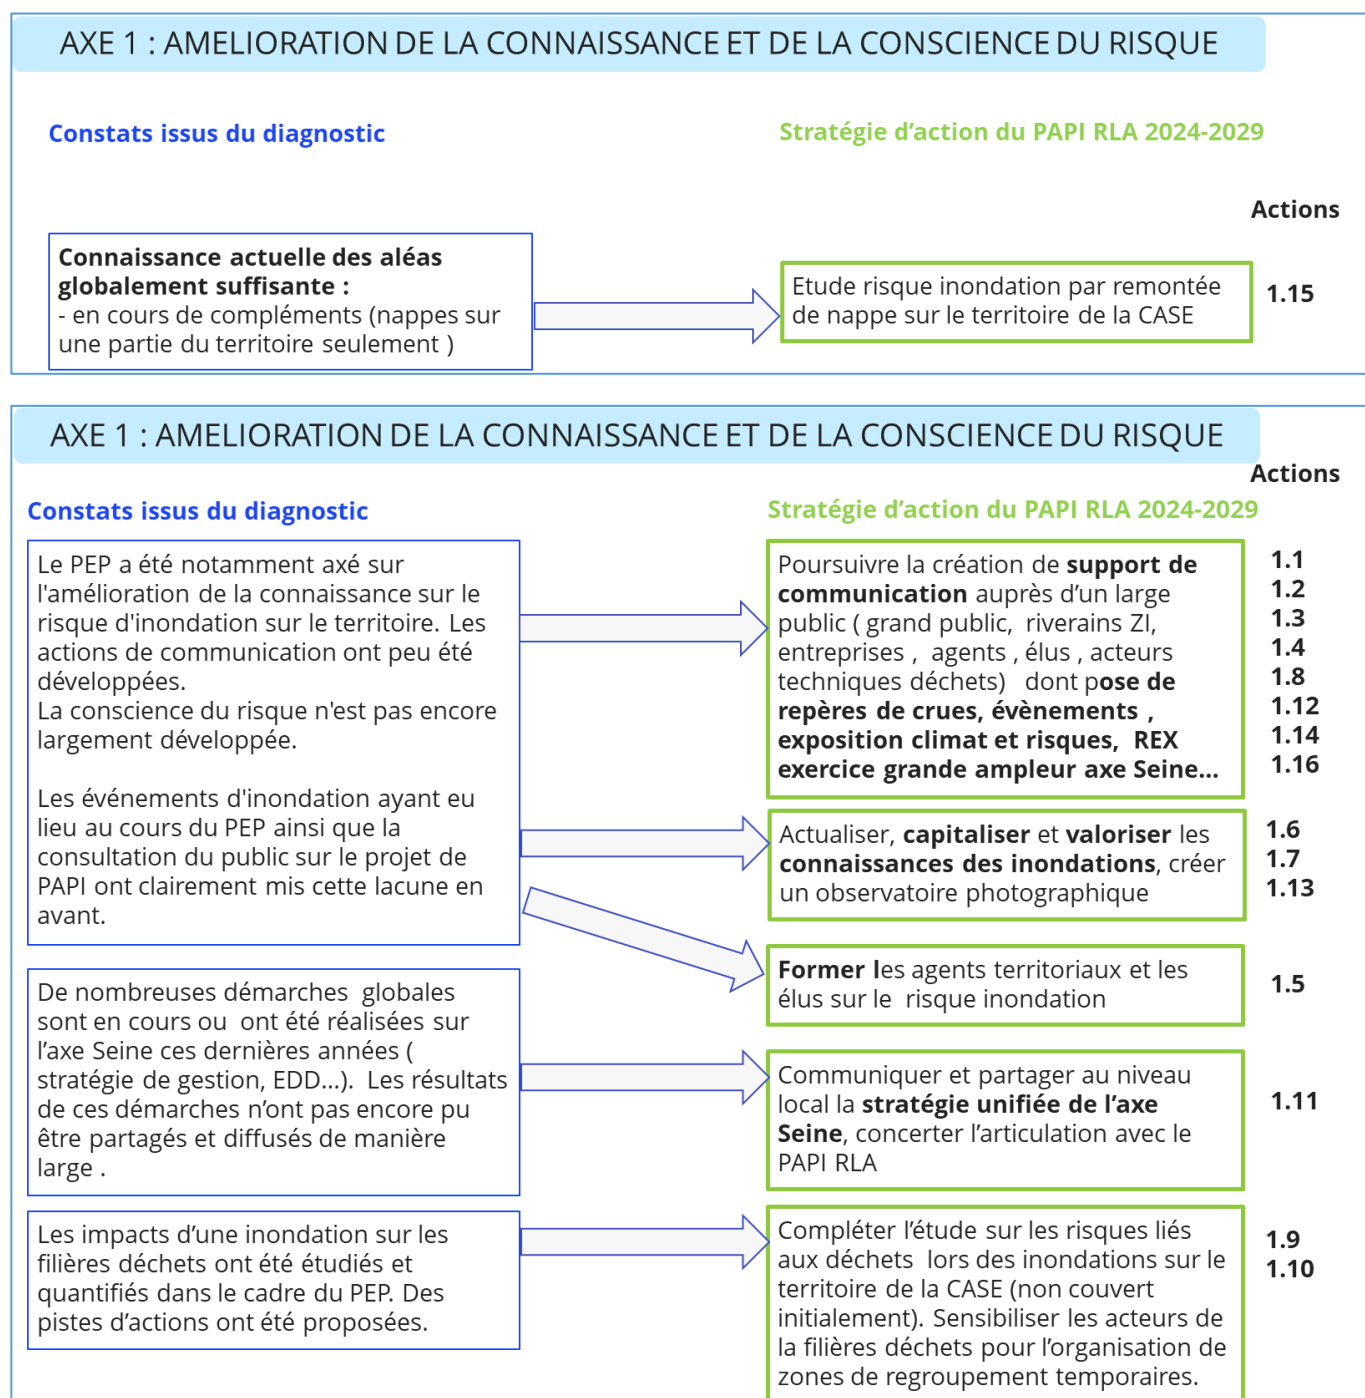 AXE 1 : AMELIORATION DE LA CONNAISSANCE ET DE LA CONSCIENCE DU RISQUE
Constats issus du diagnostic
Stratégie d’action du PAPI RLA 2024-2029
Actions
Connaissance actuelle des aléas
globalement suffisante :
- en cours de compléments (nappes sur
une partie du territoire seulement )
Etude risque inondation par remontée
de nappe sur le territoire de la CASE
1.15
AXE 1 : AMELIORATION DE LA CONNAISSANCE ET DE LA CONSCIENCE DU RISQUE
Actions
Constats issus du diagnostic
Stratégie d’action du PAPI RLA 2024-2029
Le PEP a été notamment axé sur
l'amélioration de la connaissance sur le
risque d'inondation sur le territoire. Les
actions de communication ont peu été
développées.
La conscience du risque n'est pas encore
largement développée.
Les événements d'inondation ayant eu
lieu au cours du PEP ainsi que la
consultation du public sur le projet de
PAPI ont clairement mis cette lacune en
avant.
Poursuivre la création de support de
communication auprès d’un large
public ( grand public, riverains ZI,
entreprises , agents , élus , acteurs
techniques déchets) dont pose de
repères de crues, évènements ,
exposition climat et risques, REX
exercice grande ampleur axe Seine…
1.1
1.2
1.3
1.4
1.8
1.12
1.14
1.16
Actualiser, capitaliser et valoriser les
connaissances des inondations, créer
un observatoire photographique
1.6
1.7
1.13
Former les agents territoriaux et les
élus sur le risque inondation
1.5
De nombreuses démarches globales
sont en cours ou ont été réalisées sur
l’axe Seine ces dernières années (
stratégie de gestion, EDD…). Les résultats
de ces démarches n’ont pas encore pu
être partagés et diffusés de manière
large .
Communiquer et partager au niveau
local la stratégie unifiée de l’axe
Seine, concerter l’articulation avec le
PAPI RLA
1.11
Les impacts d’une inondation sur les
filières déchets ont été étudiés et
quantifiés dans le cadre du PEP. Des
pistes d’actions ont été proposées.
Compléter l’étude sur les risques liés
aux déchets lors des inondations sur le
territoire de la CASE (non couvert
initialement). Sensibiliser les acteurs de
la filières déchets pour l’organisation de
zones de regroupement temporaires.
1.9
1.10